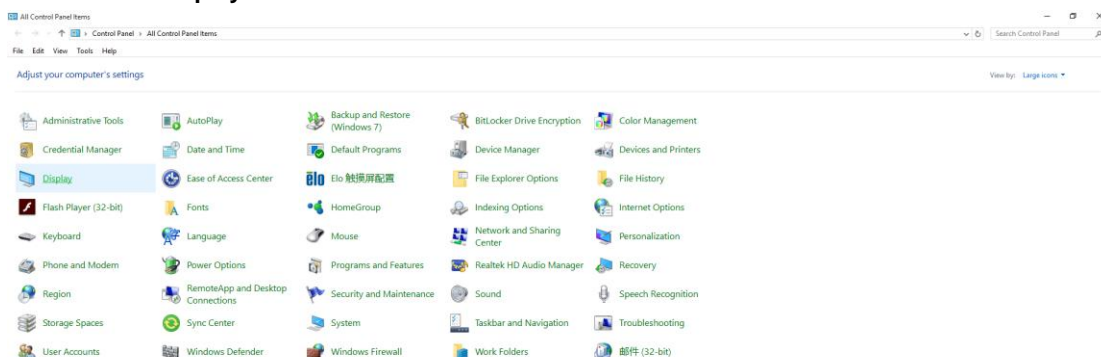 All Control Panel Items
Control Panel > All Control Panel Items
Search Control Panel
File Edit View Tools Help
Adjust your computer's settings
View by: Large icons
Administrative Tools
AutoPlay
Backup and Restore
(Windows 7)
BitLocker Drive Encryption
Color Management
Credential Manager
Date and Time
Default Programs
Device Manager
Devices and Printers
Display
Ease of Access Center
elo Elo 触摸屏配置
File Explorer Options
File History
Flash Player (32-bit)
Fonts
HomeGroup
Indexing Options
Internet Options
Keyboard
Language
Mouse
Network and Sharing
Center
Personalization
Phone and Modem
Power Options
Programs and Features
Realtek HD Audio Manager
Recovery
Region
RemoteApp and Desktop
Connections
Security and Maintenance
Sound
Speech Recognition
Storage Spaces
Sync Center
System
Taskbar and Navigation
Troubleshooting
User Accounts
Windows Defender
Windows Firewall
Work Folders
邮件 (32-bit)